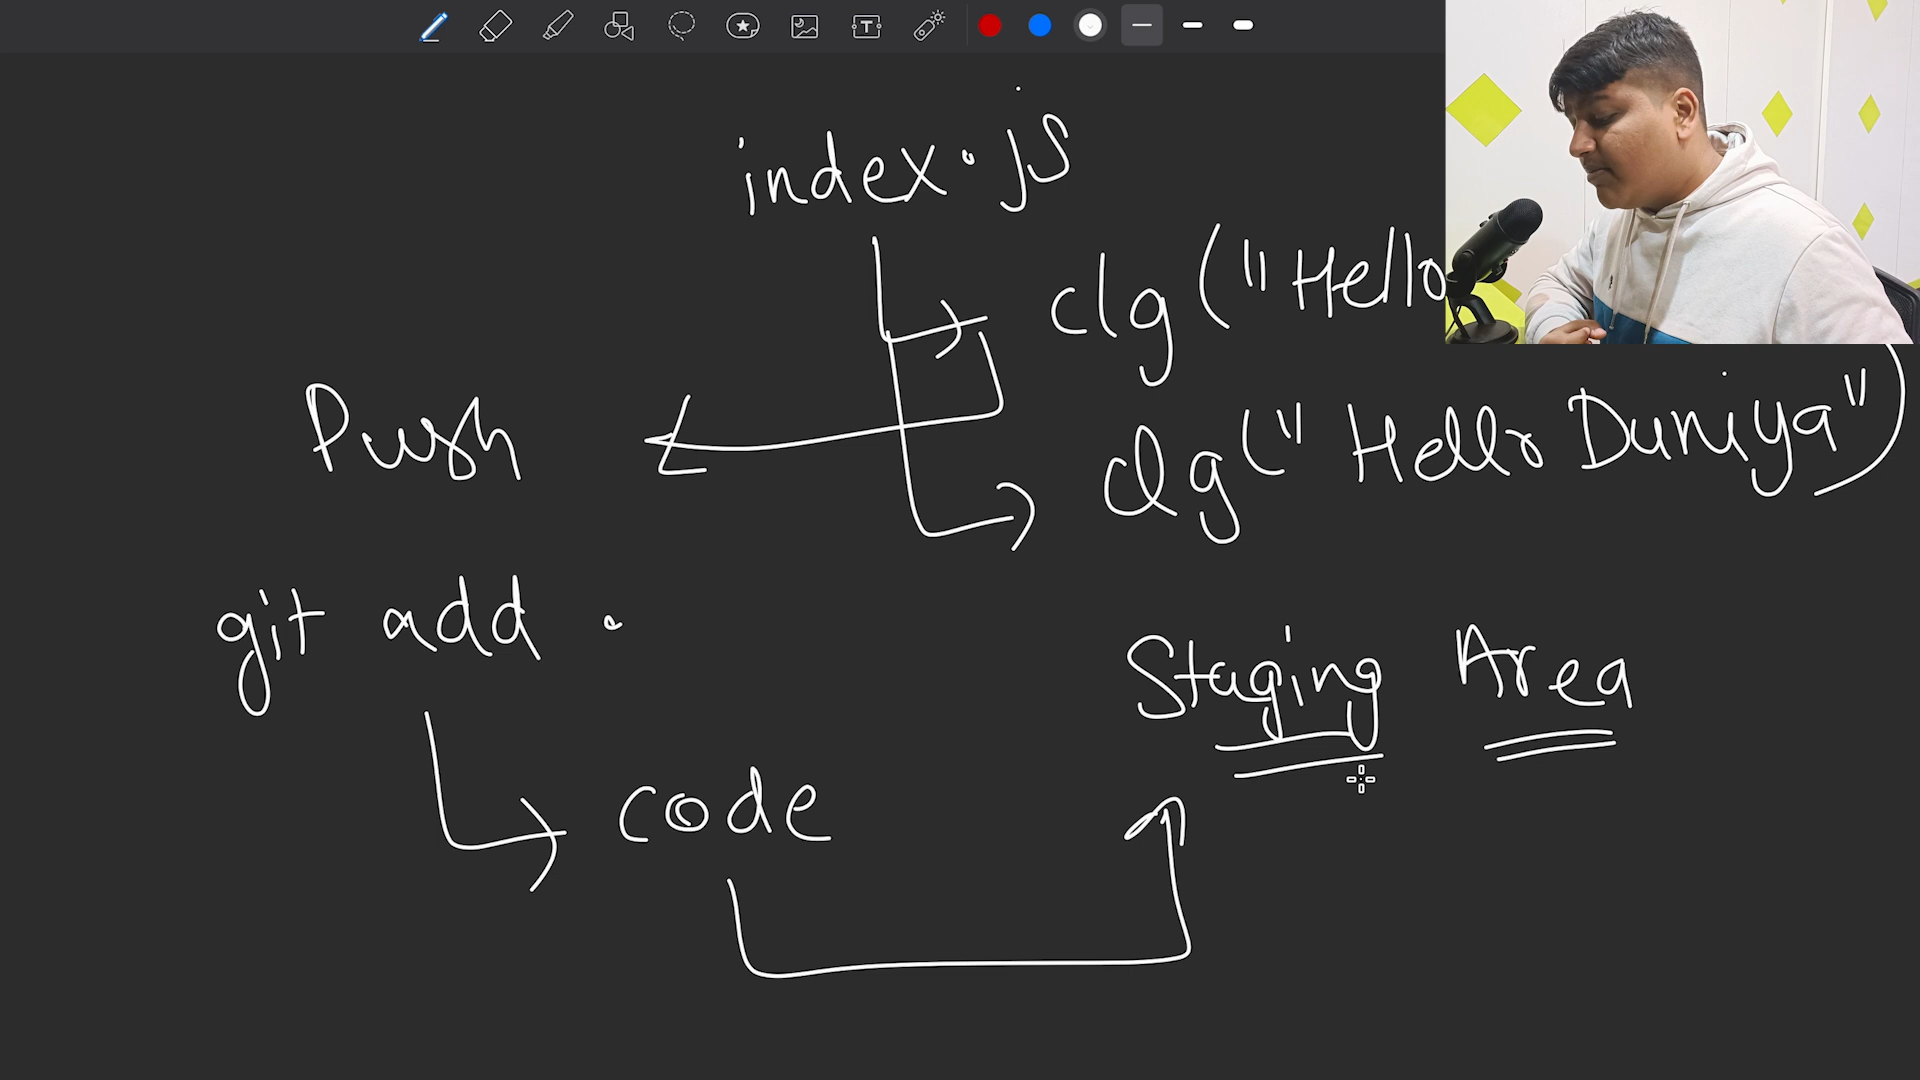 index.js
clg("Hello
Push
clg("Hello Duniya")
git add .
Staging Area
code